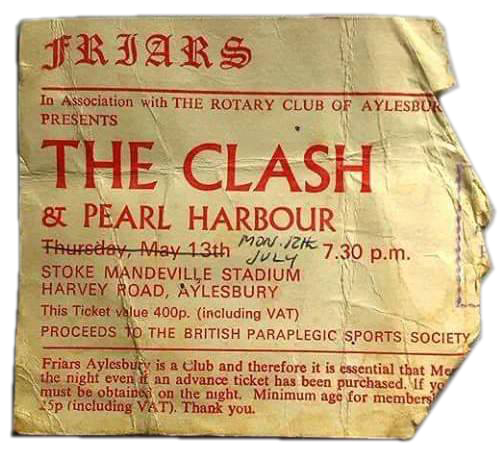 FRIARS
In Association with THE ROTARY CLUB OF AYLESBUR
PRESENTS
THE CLASH
& PEARL HARBOUR
Thursday, May 13th MON. 12TH JULY 7.30 p.m.
STOKE MANDEVILLE STADIUM
HARVEY ROAD, AYLESBURY
This Ticket value 400p. (including VAT)
PROCEEDS TO THE BRITISH PARAPLEGIC SPORTS SOCIETY
Friars Aylesbury is a Club and therefore it is essential that Me
the night even if an advance ticket has been purchased. If yo
must be obtained on the night. Minimum age for members
25p (including VAT). Thank you.